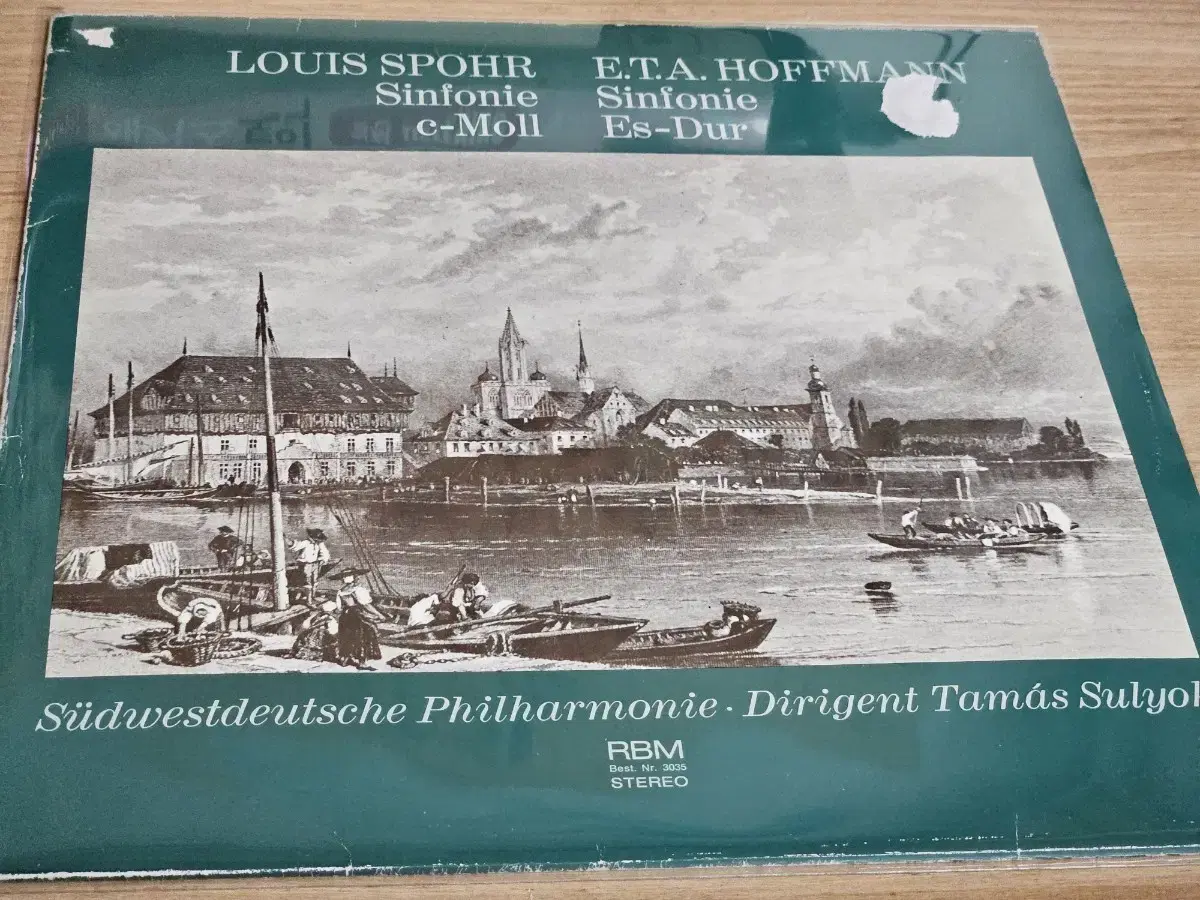 LOUIS SPOHR
Sinfonie
c-Moll
E.T.A. HOFFMANN
Sinfonie
Es-Dur
Südwestdeutsche Philharmonie · Dirigent Tamás Sulyok
RBM
Best. Nr. 3035
STEREO